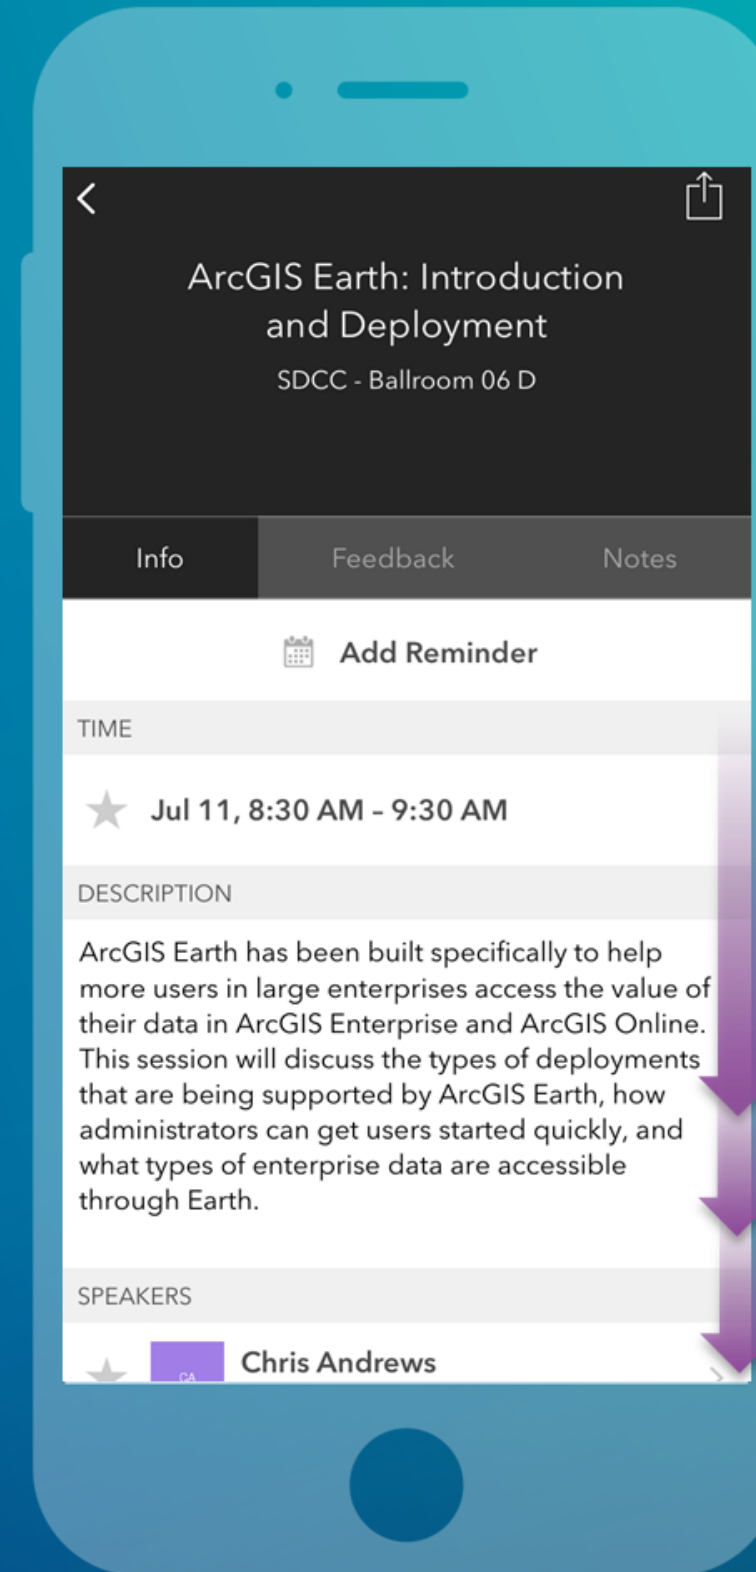 ArcGIS Earth: Introduction
and Deployment
SDCC - Ballroom 06 D
Info Feedback Notes
Add Reminder
TIME
Jul 11, 8:30 AM – 9:30 AM
DESCRIPTION
ArcGIS Earth has been built specifically to help
more users in large enterprises access the value of
their data in ArcGIS Enterprise and ArcGIS Online.
This session will discuss the types of deployments
that are being supported by ArcGIS Earth, how
administrators can get users started quickly, and
what types of enterprise data are accessible
through Earth.
SPEAKERS
Chris Andrews
CA